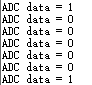 ADC data = 1
ADC data = 0
ADC data = 0
ADC data = 0
ADC data = 0
ADC data = 0
ADC data = 1